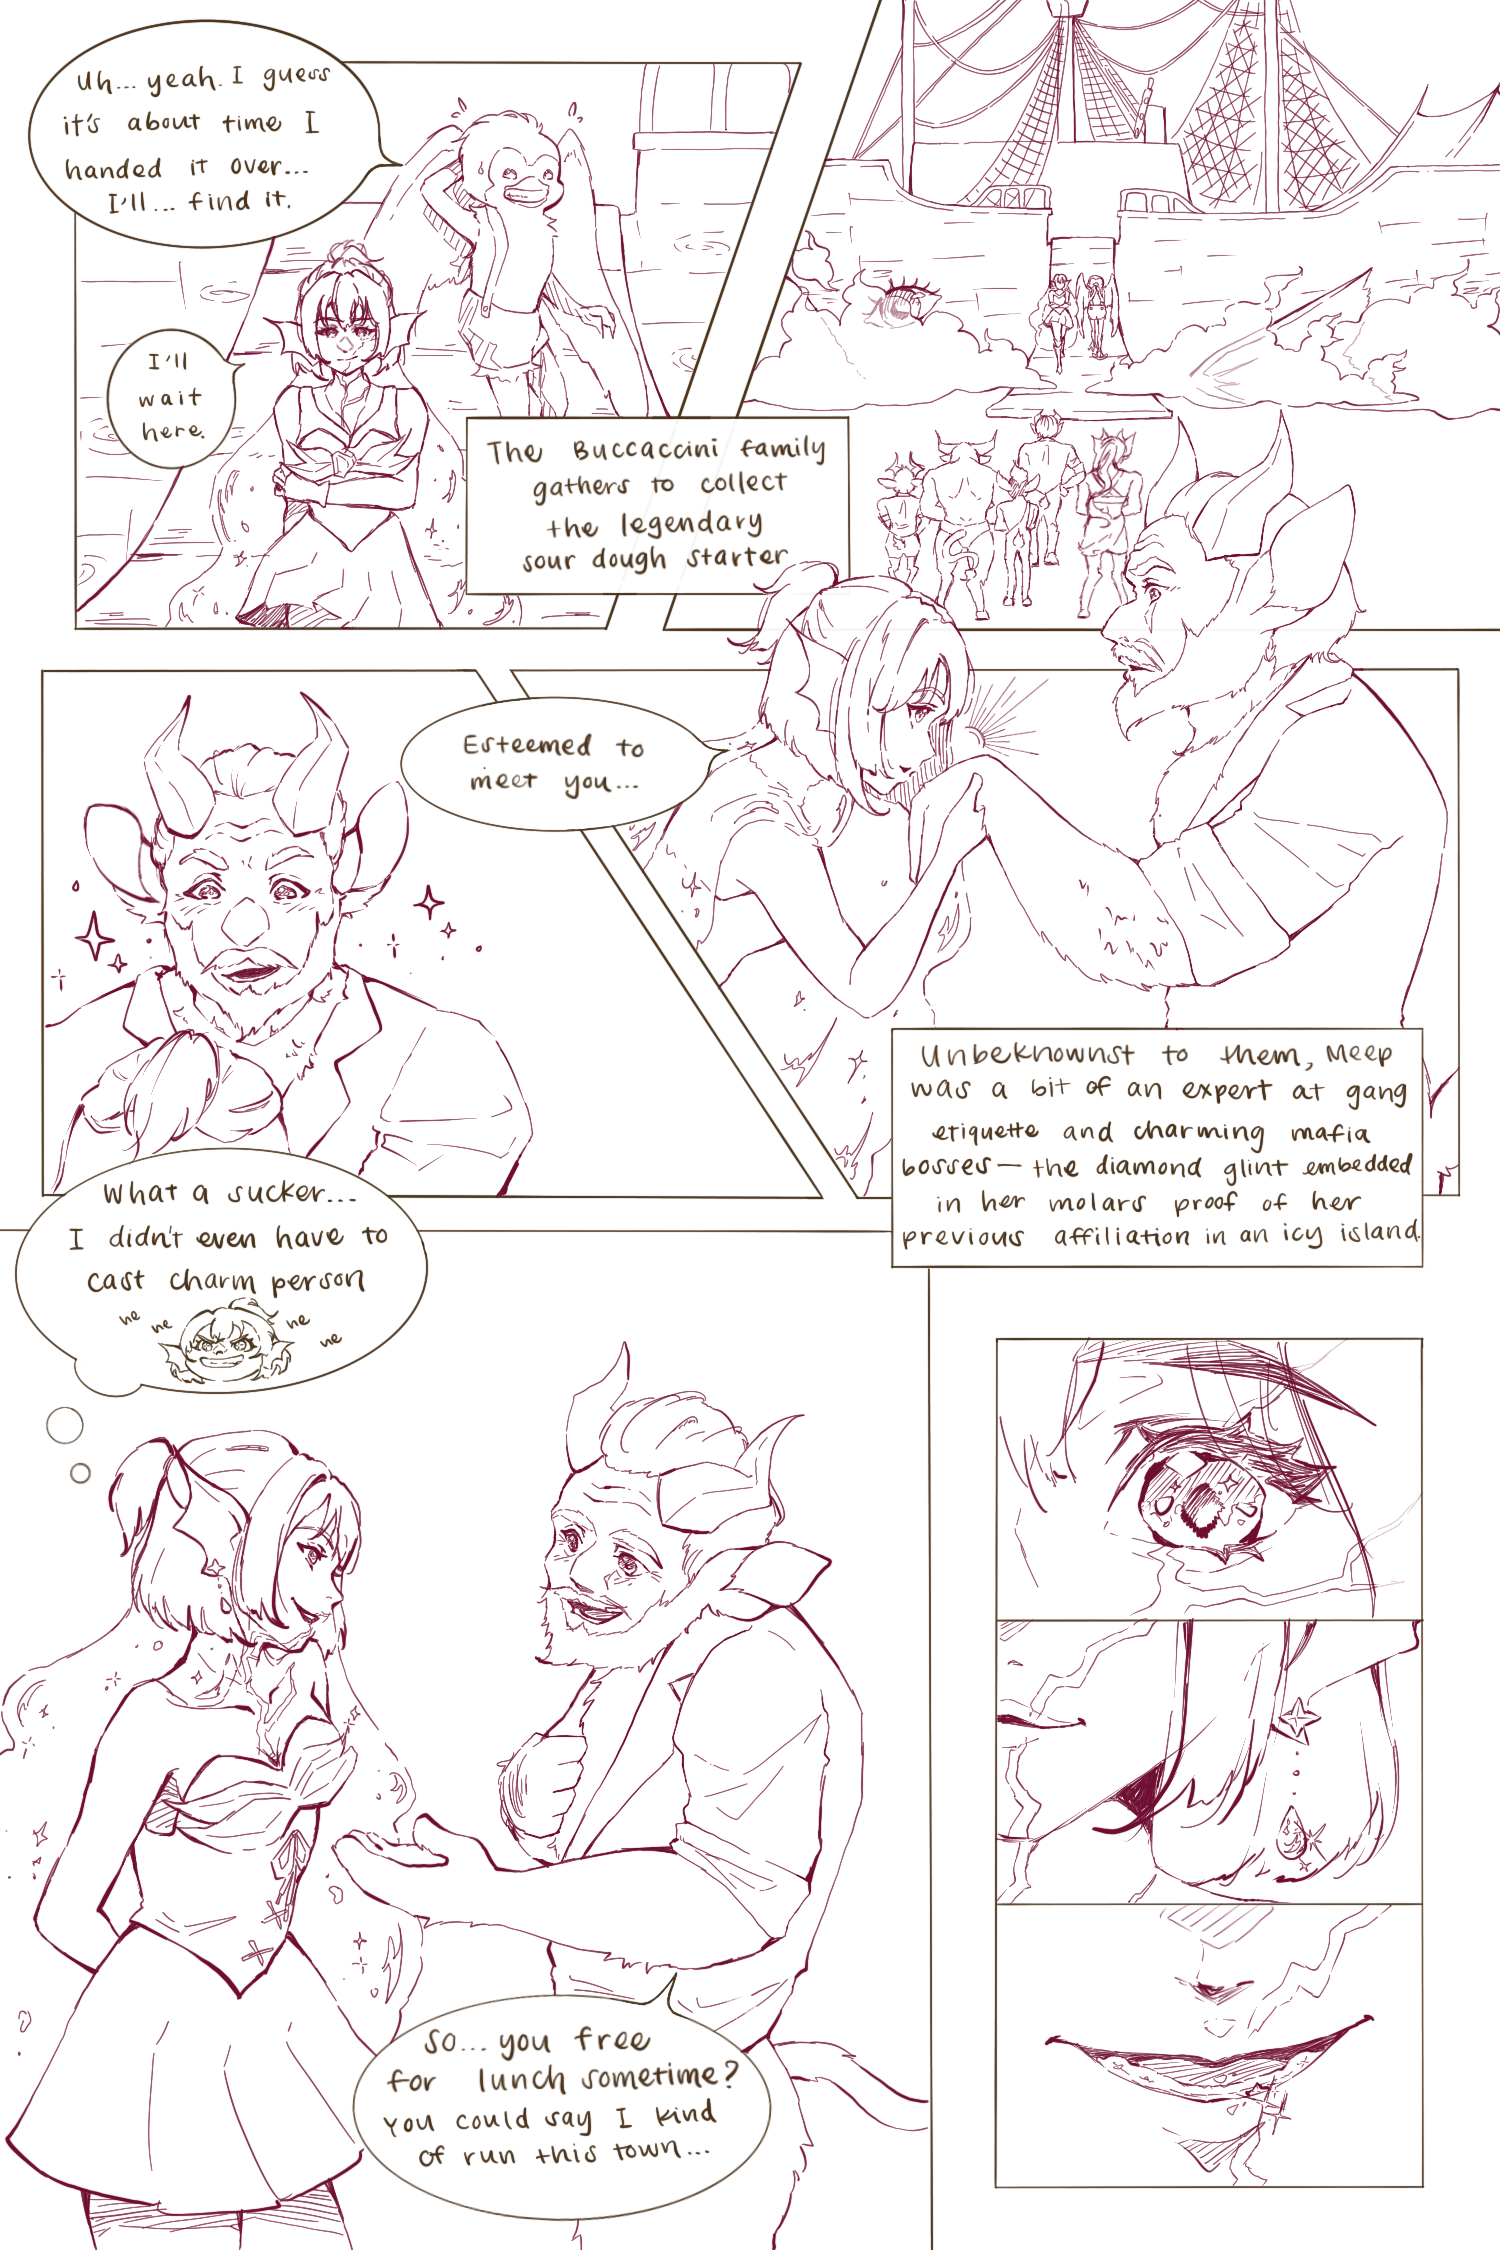 Uh... yeah. I guess
it's about time I
handed it over...
I'll... find it.
I'll
wait
here.
The Buccaccini family
gathers to collect
the legendary
sour dough starter
Esteemed to
meet you...
Unbeknownst to them, Meep
was a bit of an expert at gang
etiquette and charming mafia
bosses — the diamond glint embedded
in her molars proof of her
previous affiliation in an icy island.
What a sucker...
I didn't even have to
cast charm person
he
he
he
he
So... you free
for lunch sometime?
You could say I kind
of run this town...